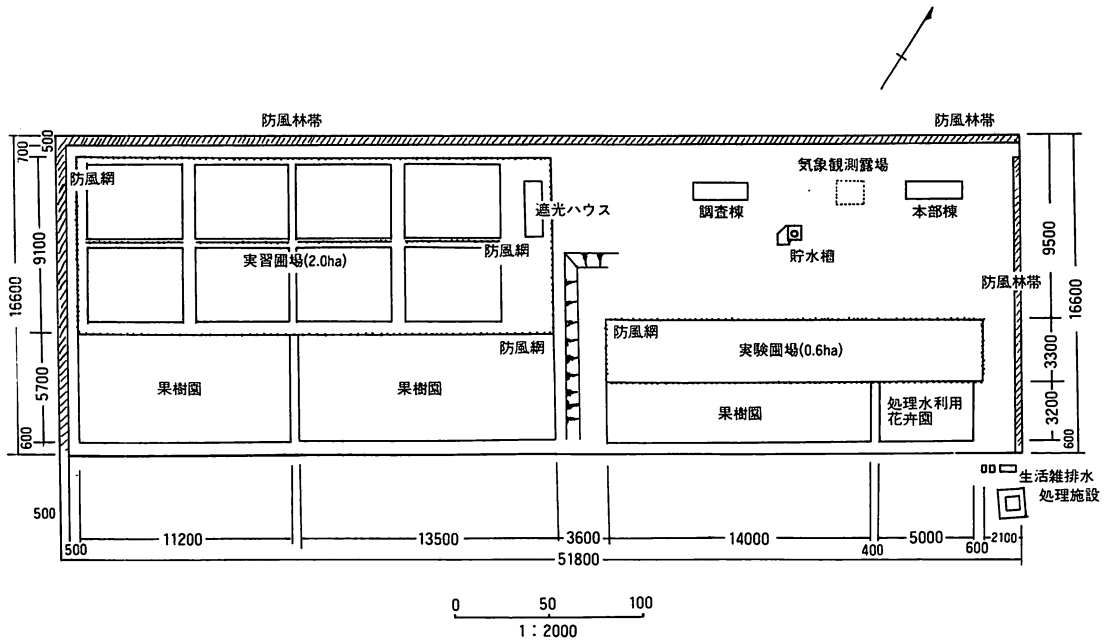 防風林帯
防風林帯
700
500
防風網
遮光ハウス
調査棟
気象観測露場
本部棟
貯水槽
実習圃場(2.0ha)
防風網
9100
16600
防風林帯
9500
16600
防風網
防風網
実験圃場(0.6ha)
3300
5700
果樹園
果樹園
果樹園
処理水利用
花卉園
3200
600
600
生活雑排水
処理施設
500
500
11200
13500
3600
14000
400
5000
600
2100
51800
0
50
100
1：2000